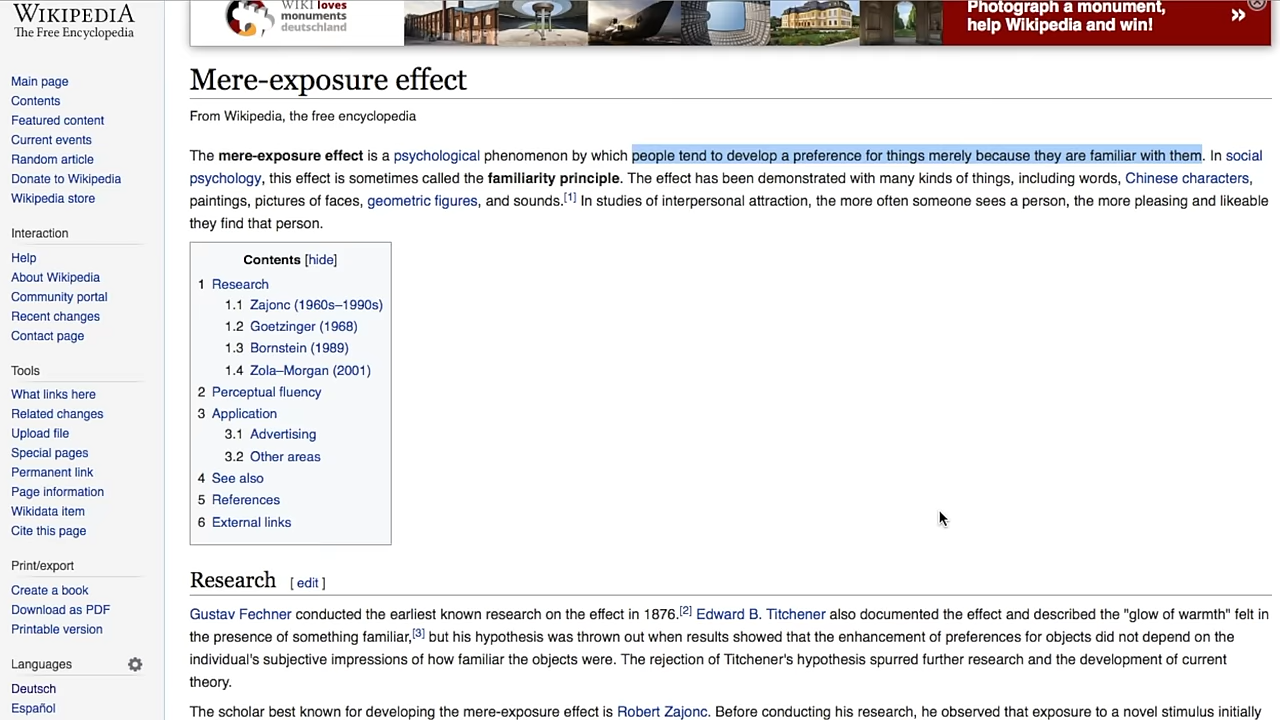 WIKIPEDIA
The Free Encyclopedia
Main page
Contents
Featured content
Current events
Random article
Donate to Wikipedia
Wikipedia store
Interaction
Help
About Wikipedia
Community portal
Recent changes
Contact page
Tools
What links here
Related changes
Upload file
Special pages
Permanent link
Page information
Wikidata item
Cite this page
Print/export
Create a book
Download as PDF
Printable version
Languages
Deutsch
Español
WIKI loves
monuments
deutschland
Photograph a monument,
help Wikipedia and win!
»
Mere-exposure effect
From Wikipedia, the free encyclopedia
The mere-exposure effect is a psychological phenomenon by which people tend to develop a preference for things merely because they are familiar with them. In social
psychology, this effect is sometimes called the familiarity principle. The effect has been demonstrated with many kinds of things, including words, Chinese characters,
paintings, pictures of faces, geometric figures, and sounds.[1] In studies of interpersonal attraction, the more often someone sees a person, the more pleasing and likeable
they find that person.
Contents [hide]
1 Research
1.1 Zajonc (1960s–1990s)
1.2 Goetzinger (1968)
1.3 Bornstein (1989)
1.4 Zola–Morgan (2001)
2 Perceptual fluency
3 Application
3.1 Advertising
3.2 Other areas
4 See also
5 References
6 External links
Research [ edit ]
Gustav Fechner conducted the earliest known research on the effect in 1876.[2] Edward B. Titchener also documented the effect and described the "glow of warmth" felt in
the presence of something familiar,[3] but his hypothesis was thrown out when results showed that the enhancement of preferences for objects did not depend on the
individual's subjective impressions of how familiar the objects were. The rejection of Titchener's hypothesis spurred further research and the development of current
theory.
The scholar best known for developing the mere-exposure effect is Robert Zajonc. Before conducting his research, he observed that exposure to a novel stimulus initially